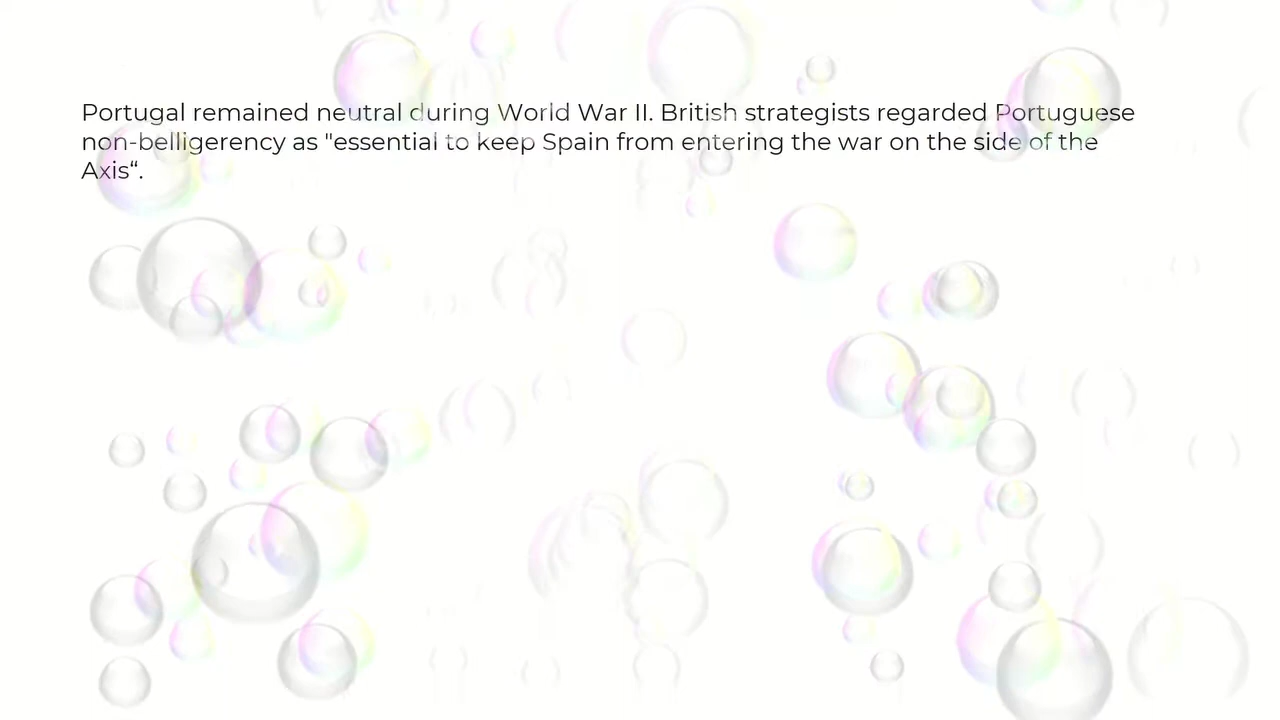 Portugal remained neutral during World War II. British strategists regarded Portuguese
non-belligerency as "essential to keep Spain from entering the war on the side of the
Axis“.